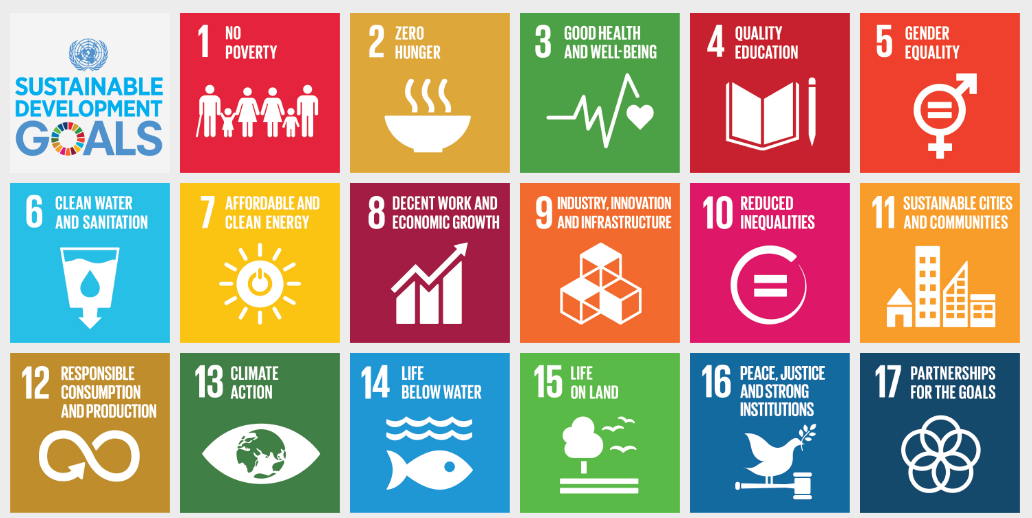 SUSTAINABLE
DEVELOPMENT
GOALS
1 NO
POVERTY
2 ZERO
HUNGER
3 GOOD HEALTH
AND WELL-BEING
4 QUALITY
EDUCATION
5 GENDER
EQUALITY
6 CLEAN WATER
AND SANITATION
7 AFFORDABLE AND
CLEAN ENERGY
8 DECENT WORK AND
ECONOMIC GROWTH
9 INDUSTRY, INNOVATION
AND INFRASTRUCTURE
10 REDUCED
INEQUALITIES
11 SUSTAINABLE CITIES
AND COMMUNITIES
12 RESPONSIBLE
CONSUMPTION
AND PRODUCTION
13 CLIMATE
ACTION
14 LIFE
BELOW WATER
15 LIFE
ON LAND
16 PEACE, JUSTICE
AND STRONG
INSTITUTIONS
17 PARTNERSHIPS
FOR THE GOALS